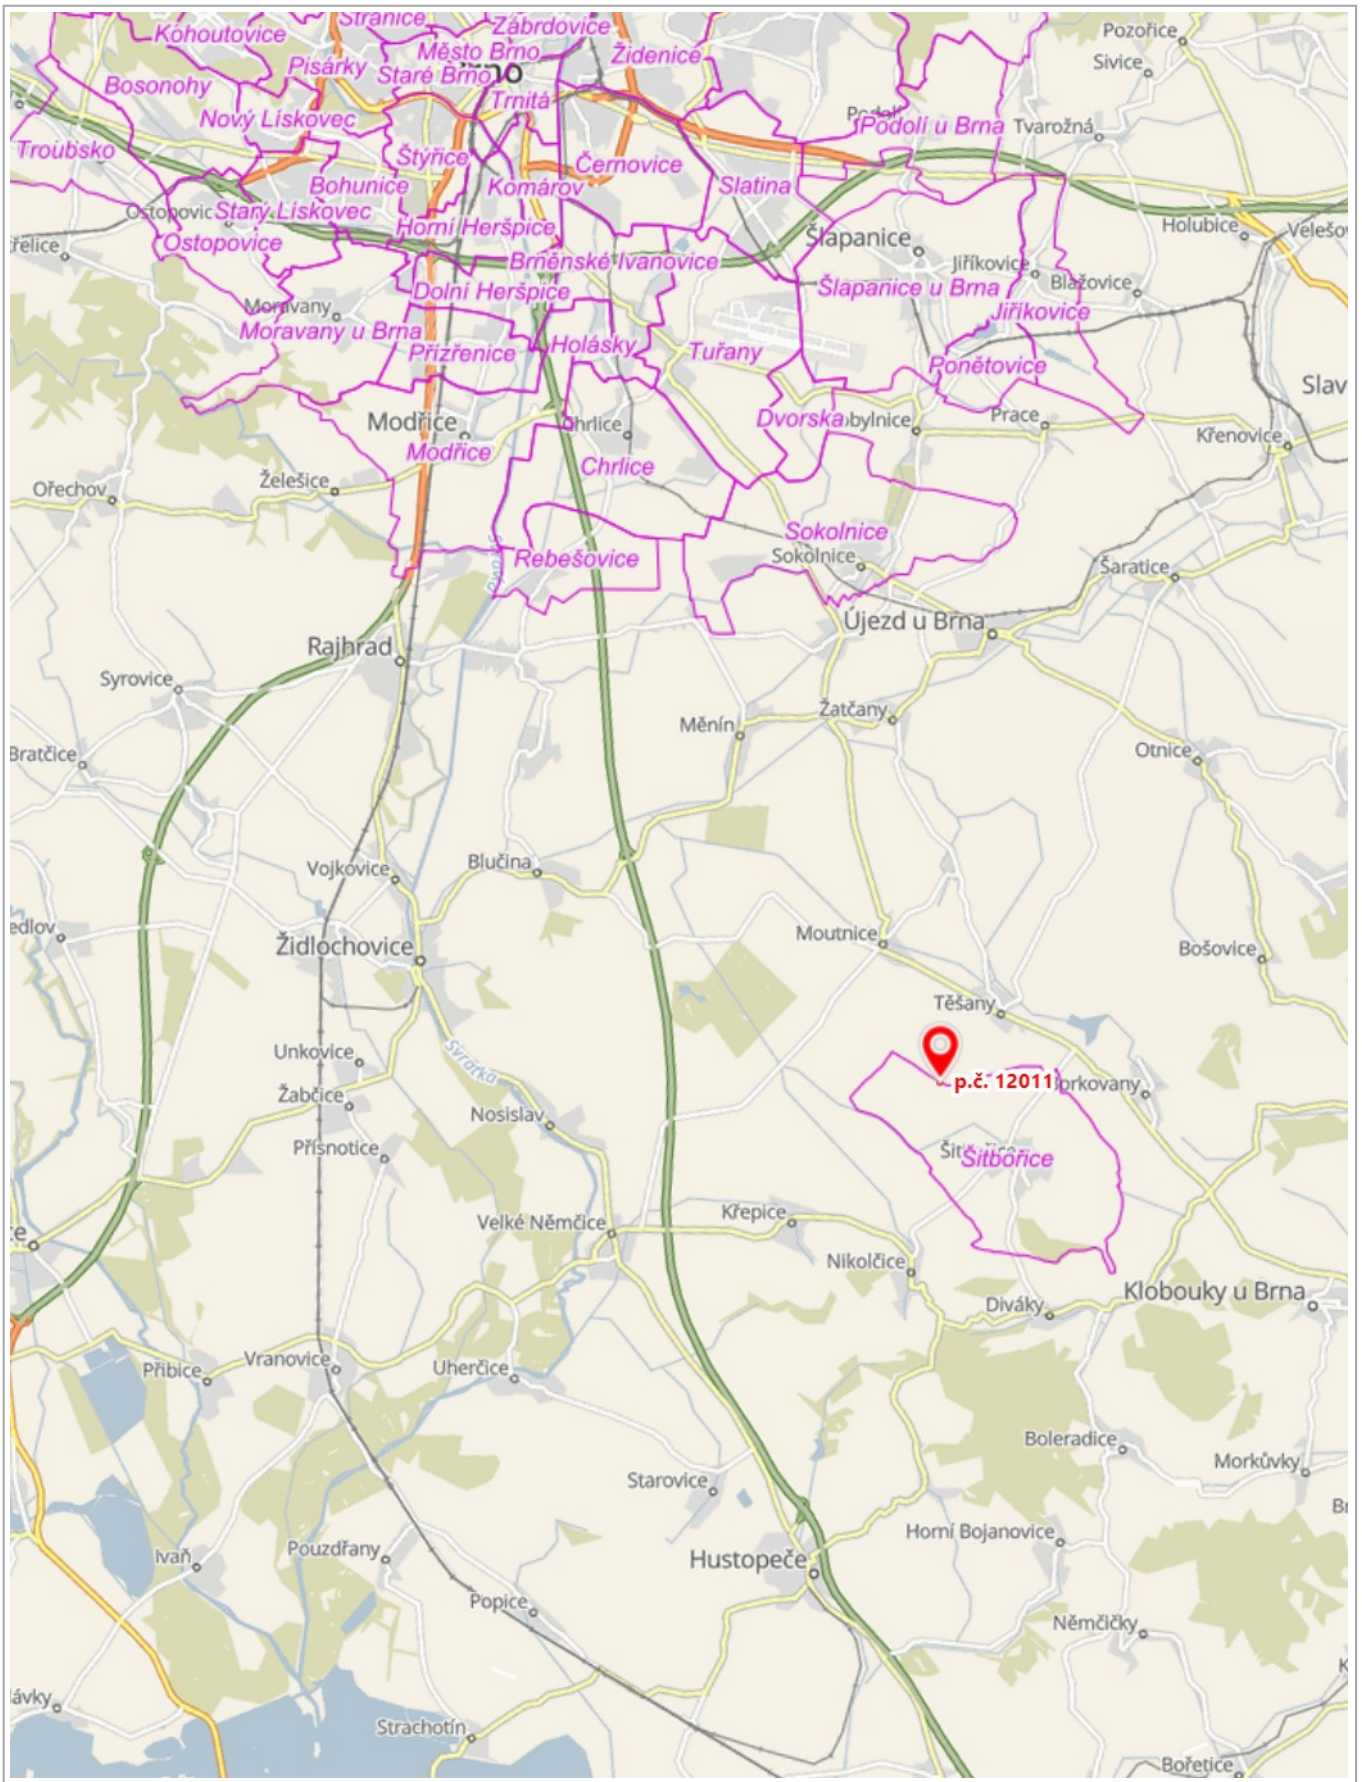 Stránice
Zábrdovice
Pozořice
Kohoutovice
Město Brno
Židenice
Sivice
Pisárky
Staré Brno
Bosonohy
Trnitá
Nový Lískovec
Podolí u Brna
Tvarožná
Troubsko
Štýřice
Černovice
Bohunice
Komárov
Slatina
Starý Lískovec
Ostopovice
Horní Heršpice
Šlapanice
Holubice
Brněnské Ivanovice
Jiříkovice
Dolní Heršpice
Šlapanice u Brna
Blažovice
Moravany
Jiříkovice
Moravany u Brna
Přízřenice
Holásky
Tuřany
Ponětovice
Modřice
Dvorska
Prace
Křenovice
Modřice
Chrlice
Chrlice
Želešice
Ořechov
Sokolnice
Rebešovice
Sokolnice
Šaratice
Svratka
Újezd u Brna
Rajhrad
Syrovice
Měnín
Žatčany
Bratčice
Otnice
Vojkovice
Blučina
Moutnice
Židlochovice
Bošovice
Těšany
Unkovice
Svratka
p.č. 12011
Žabčice
Nosislav
Přísnotice
Šitbořice
Velké Němčice
Křepice
Nikolčice
Diváky
Klobouky u Brna
Přibice
Vranovice
Uherčice
Boleradice
Morkůvky
Starovice
Horní Bojanovice
Ivaň
Pouzdřany
Hustopeče
Popice
Němčičky
Strachotín
Bořetice